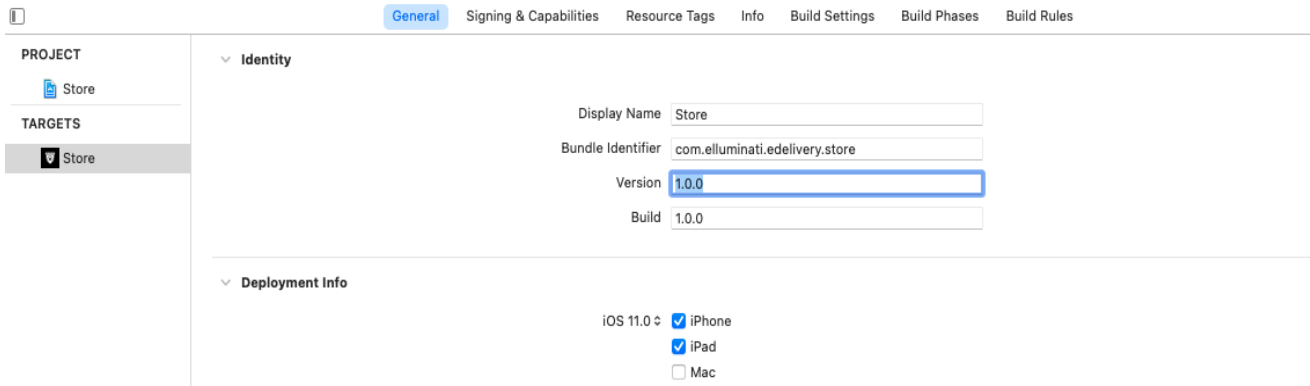 General Signing & Capabilities Resource Tags Info Build Settings Build Phases Build Rules
PROJECT
Store
TARGETS
Store
Identity
Display Name Store
Bundle Identifier com.elluminati.edelivery.store
Version 1.0.0
Build 1.0.0
Deployment Info
iOS 11.0 iPhone
iPad
Mac